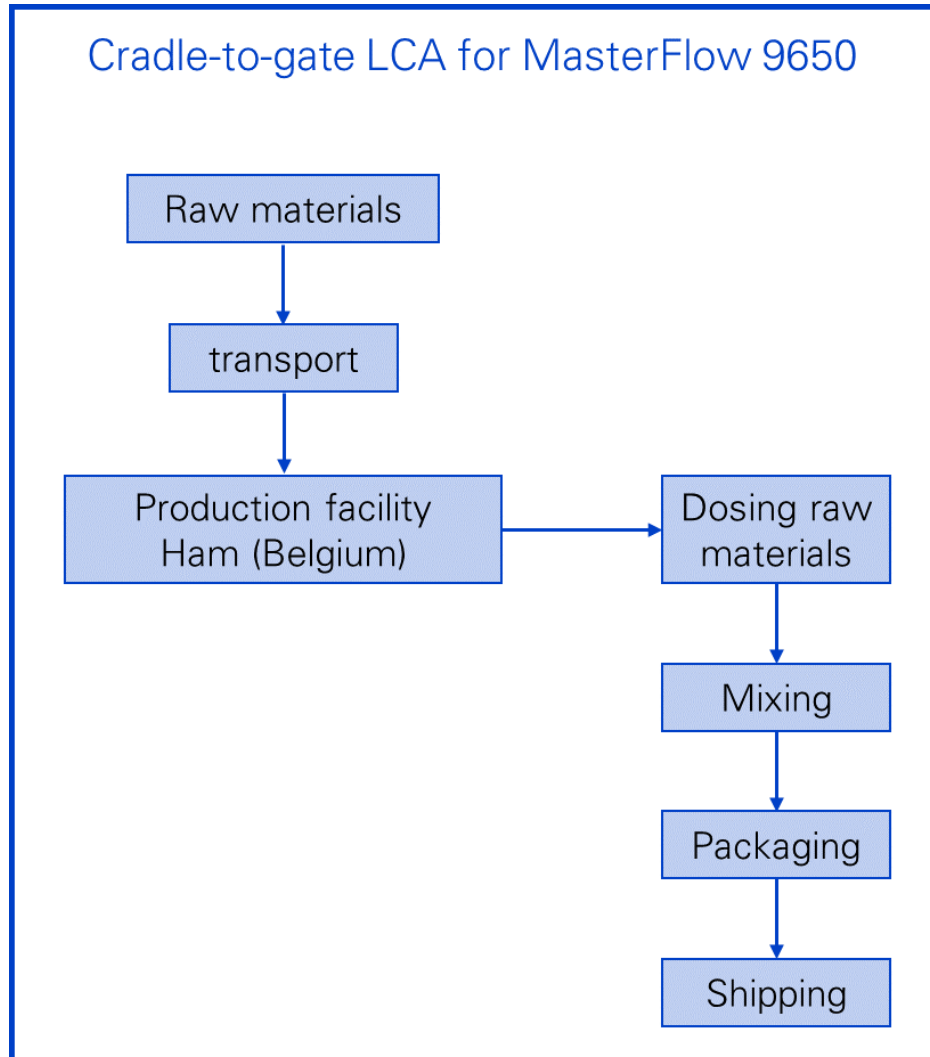 Cradle-to-gate LCA for MasterFlow 9650
Raw materials
transport
Production facility
Ham (Belgium)
Dosing raw
materials
Mixing
Packaging
Shipping